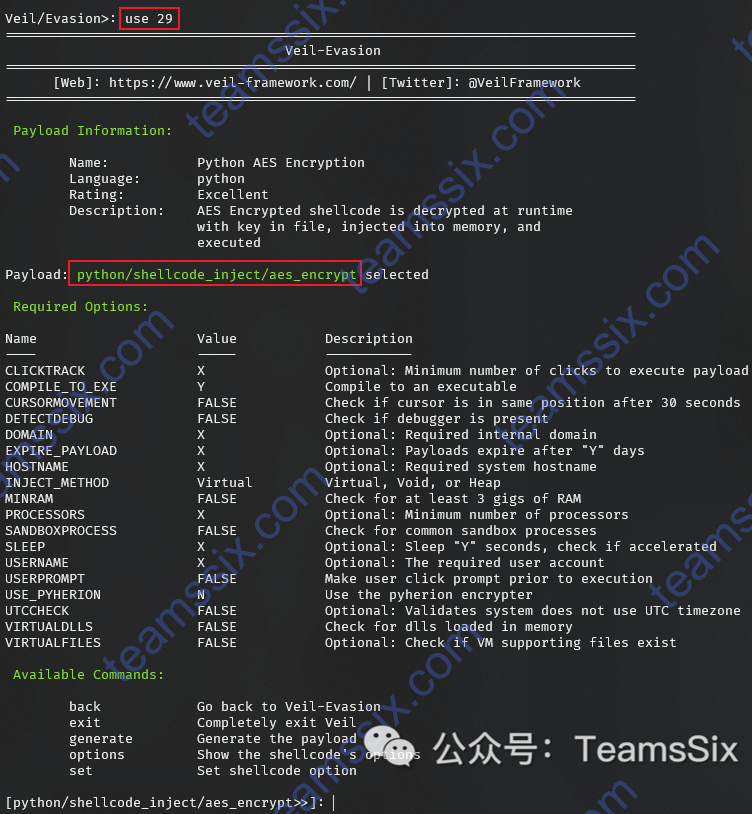 Veil/Evasion>: use 29
Veil-Evasion
[Web]: https://www.veil-framework.com/ | [Twitter]: @VeilFramework
Payload Information:
Name: Python AES Encryption
Language: python
Rating: Excellent
Description: AES Encrypted shellcode is decrypted at runtime
with key in file, injected into memory, and
executed
Payload: python/shellcode_inject/aes_encrypt selected
Required Options:
Name Value Description
---- ----- -----------
CLICKTRACK X Optional: Minimum number of clicks to execute payload
COMPILE_TO_EXE Y Compile to an executable
CURSORMOVEMENT FALSE Check if cursor is in same position after 30 seconds
DETECTDEBUG FALSE Check if debugger is present
DOMAIN X Optional: Required internal domain
EXPIRE_PAYLOAD X Optional: Payloads expire after "Y" days
HOSTNAME X Optional: Required system hostname
INJECT_METHOD Virtual Virtual, Void, or Heap
MINRAM FALSE Check for at least 3 gigs of RAM
PROCESSORS X Optional: Minimum number of processors
SANDBOXPROCESS FALSE Check for common sandbox processes
SLEEP X Optional: Sleep "Y" seconds, check if accelerated
USERNAME X Optional: The required user account
USERPROMPT FALSE Make user click prompt prior to execution
USE_PYHERION N Use the pyherion encrypter
UTCCHECK FALSE Optional: Validates system does not use UTC timezone
VIRTUALDLLS FALSE Check for dlls loaded in memory
VIRTUALFILES FALSE Optional: Check if VM supporting files exist
Available Commands:
back Go back to Veil-Evasion
exit Completely exit Veil
generate Generate the payload
options Show the shellcode's options
set Set shellcode option
[python/shellcode_inject/aes_encrypt>>]:
公众号：TeamsSix
teamssix.com
teamssix.com
teamssix.com
teamssix.com
teamssix.com
teamssix.com